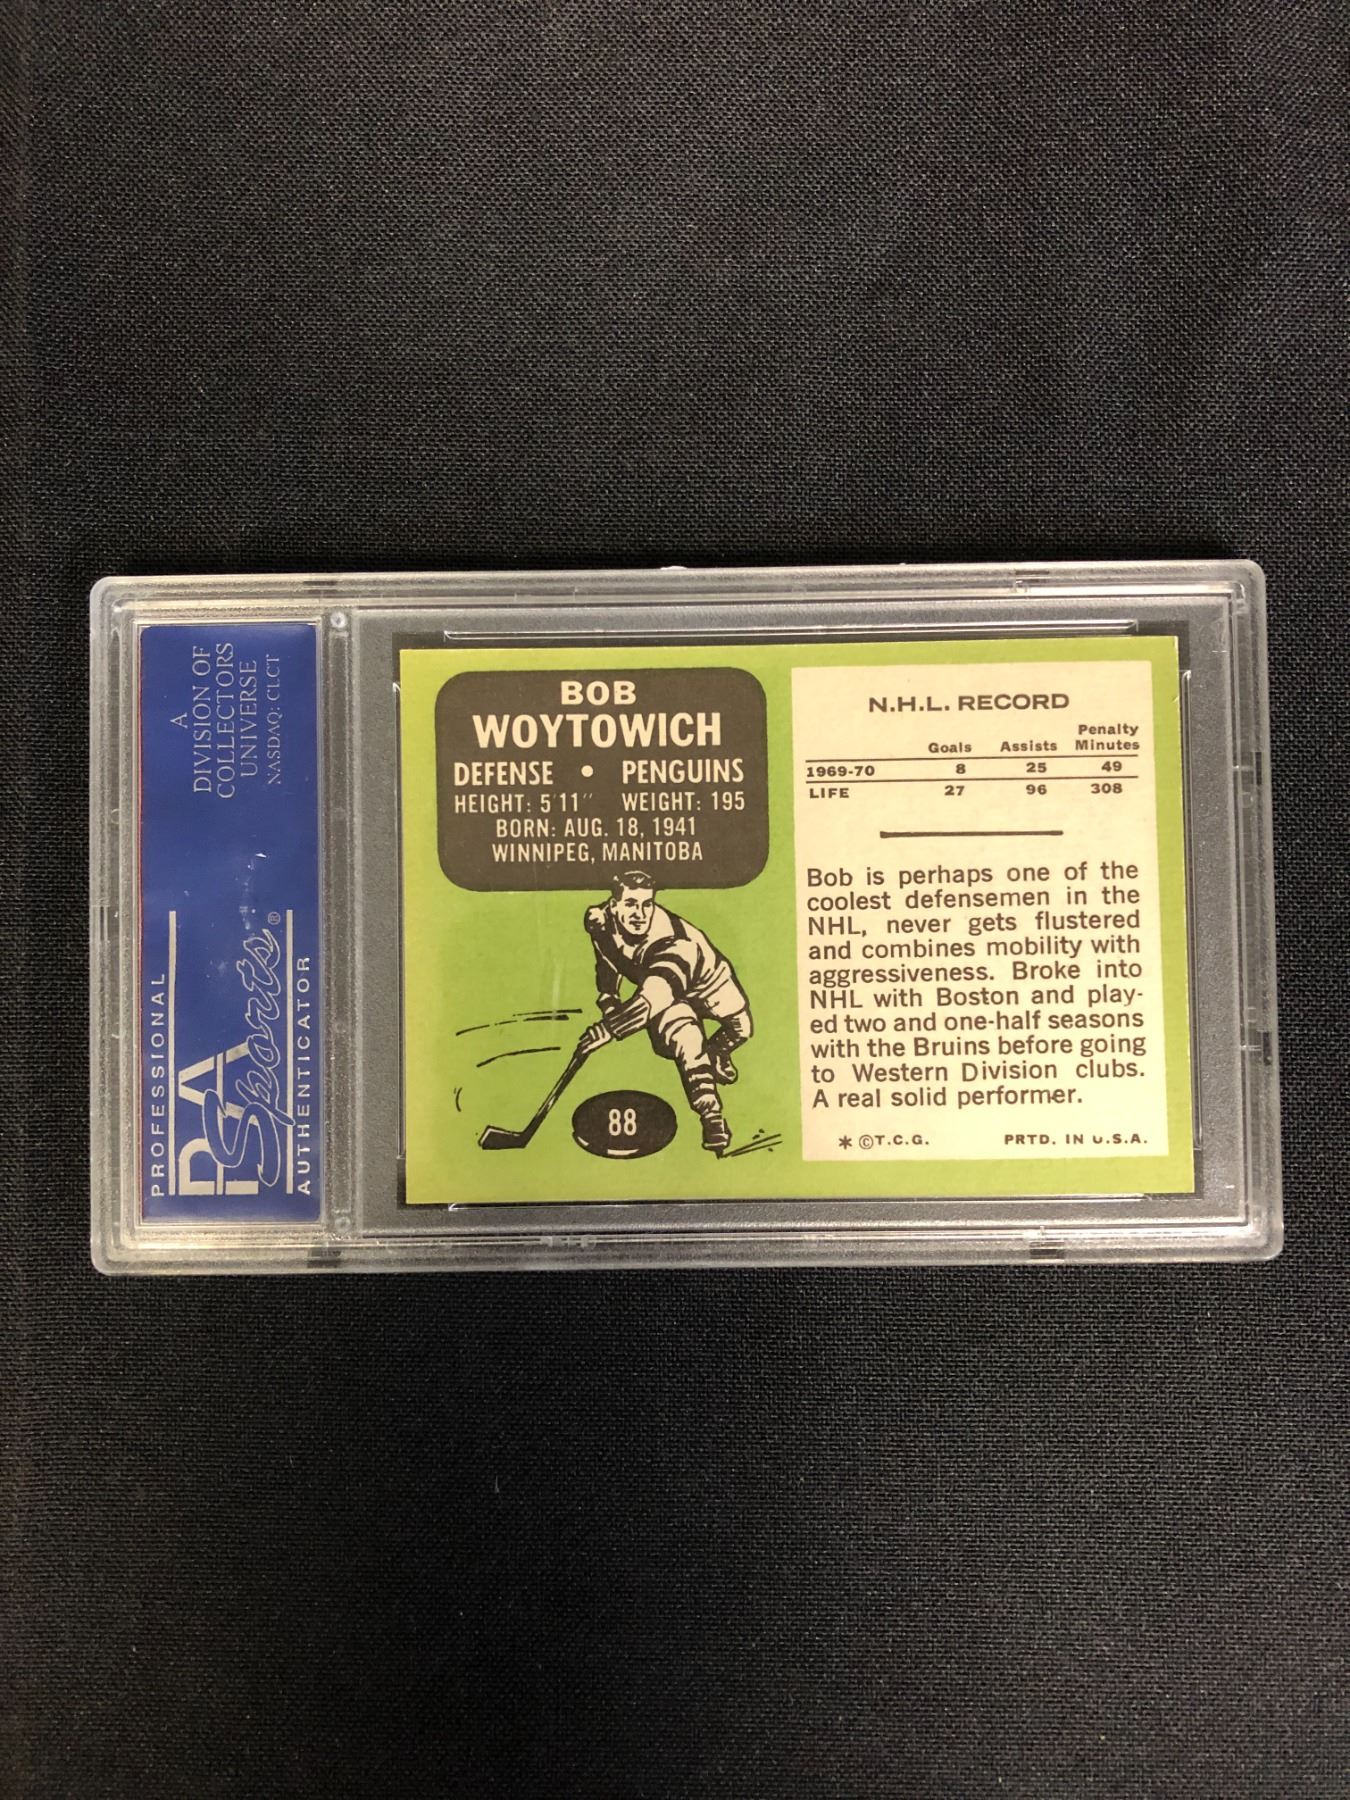 A
DIVISION OF
COLLECTORS
UNIVERSE
NASDAQ: CLCT
PROFESSIONAL
PSA
Sports®
AUTHENTICATOR
BOB
WOYTOWICH
DEFENSE • PENGUINS
HEIGHT: 5'11" WEIGHT: 195
BORN: AUG. 18, 1941
WINNIPEG, MANITOBA
88
N.H.L. RECORD
Goals Assists Penalty Minutes
1969-70 8 25 49
LIFE 27 96 308
Bob is perhaps one of the
coolest defensemen in the
NHL, never gets flustered
and combines mobility with
aggressiveness. Broke into
NHL with Boston and play-
ed two and one-half seasons
with the Bruins before going
to Western Division clubs.
A real solid performer.
* ©T.C.G. PRTD. IN U.S.A.